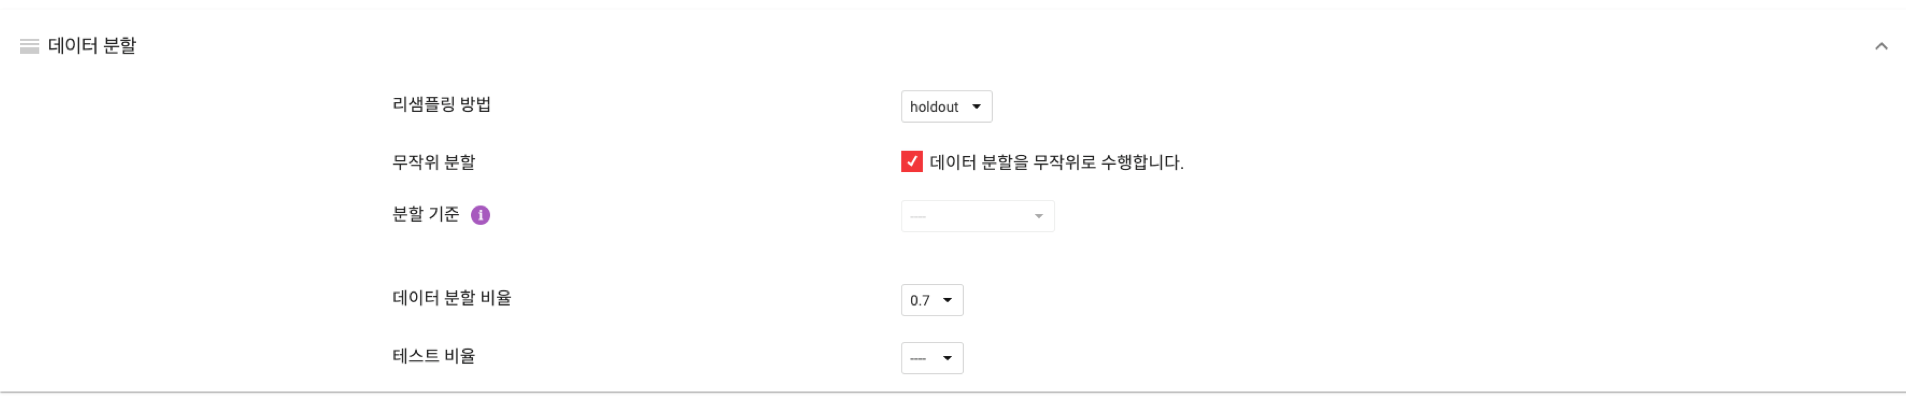 데이터 분할
리샘플링 방법
holdout
무작위 분할
데이터 분할을 무작위로 수행합니다.
분할 기준 i
----
데이터 분할 비율
0.7
테스트 비율
----